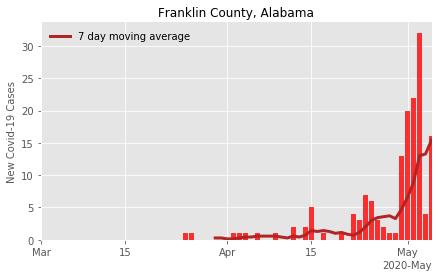 Franklin County, Alabama
7 day moving average
New Covid-19 Cases
30
25
20
15
10
5
0
Mar 15 Apr 15 May
2020-May